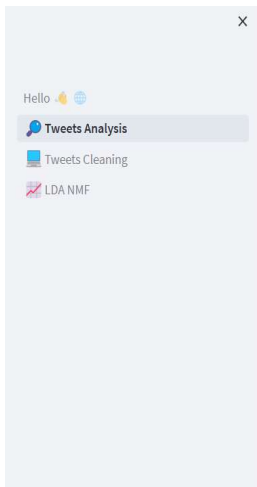 Hello 👋 🌐
🔎 Tweets Analysis
💻 Tweets Cleaning
📈 LDA NMF